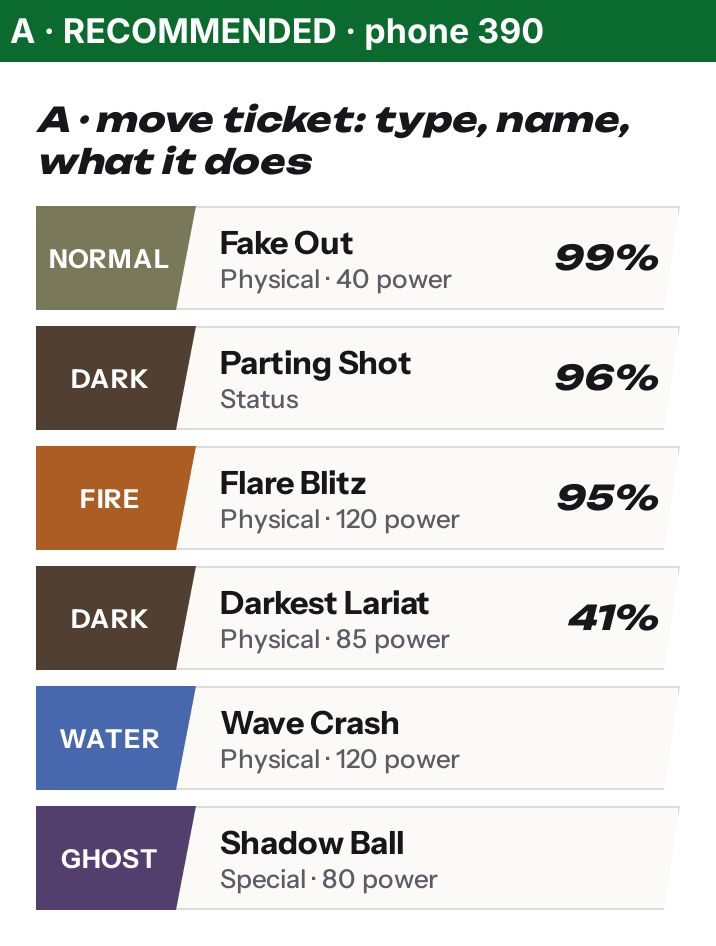 A · RECOMMENDED · phone 390
A · move ticket: type, name,
what it does
NORMAL
Fake Out
Physical · 40 power
99%
DARK
Parting Shot
Status
96%
FIRE
Flare Blitz
Physical · 120 power
95%
DARK
Darkest Lariat
Physical · 85 power
41%
WATER
Wave Crash
Physical · 120 power
GHOST
Shadow Ball
Special · 80 power